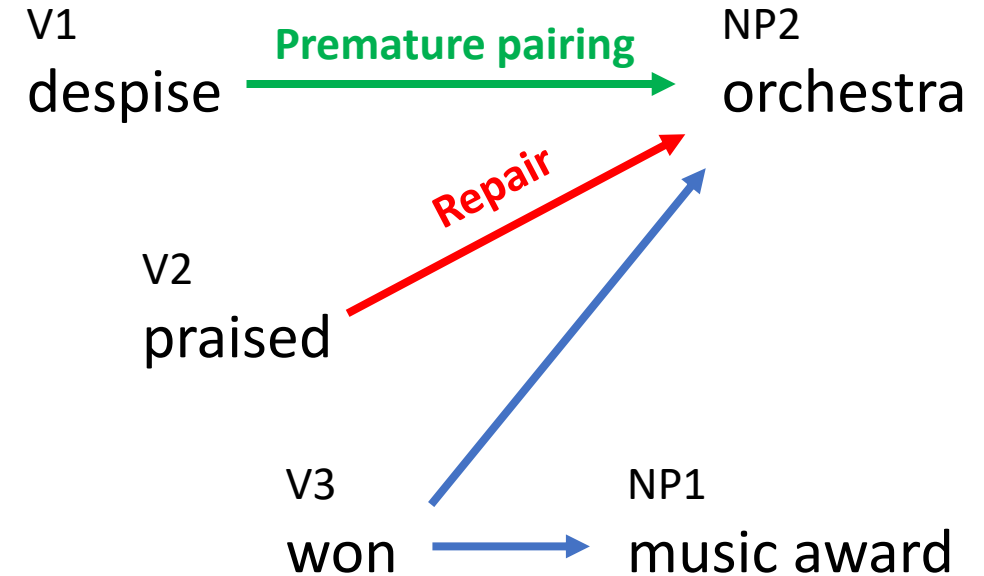 V1
despise
Premature pairing
NP2
orchestra
Repair
V2
praised
V3
won
NP1
music award